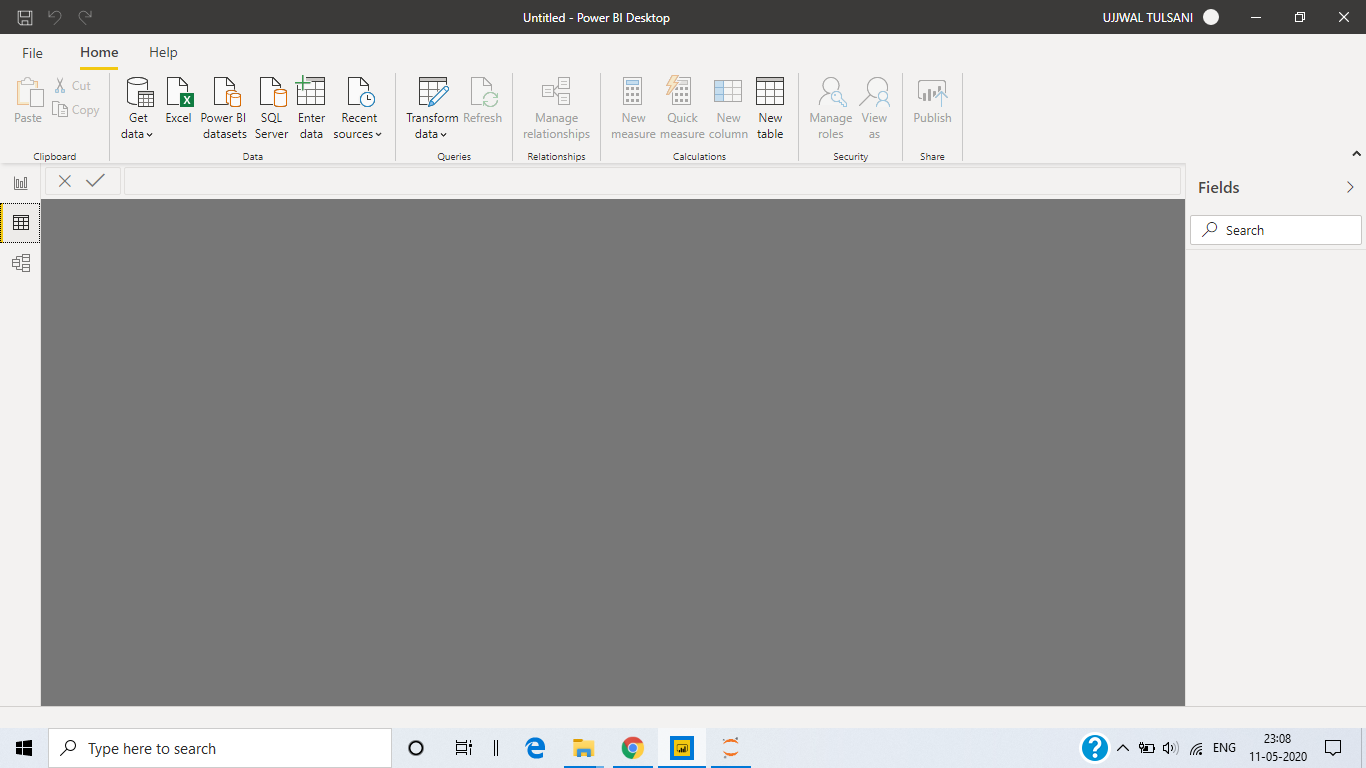 Untitled - Power BI Desktop
UJJWAL TULSANI
File
Home
Help
Paste
Cut
Copy
Clipboard
Get
data
Excel
Power BI
datasets
SQL
Server
Enter
data
Recent
sources
Data
Transform
data
Refresh
Queries
Manage
relationships
Relationships
New
measure
Quick
measure
New
column
New
table
Calculations
Manage
roles
View
as
Security
Publish
Share
Fields
Search
Type here to search
ENG
23:08
11-05-2020